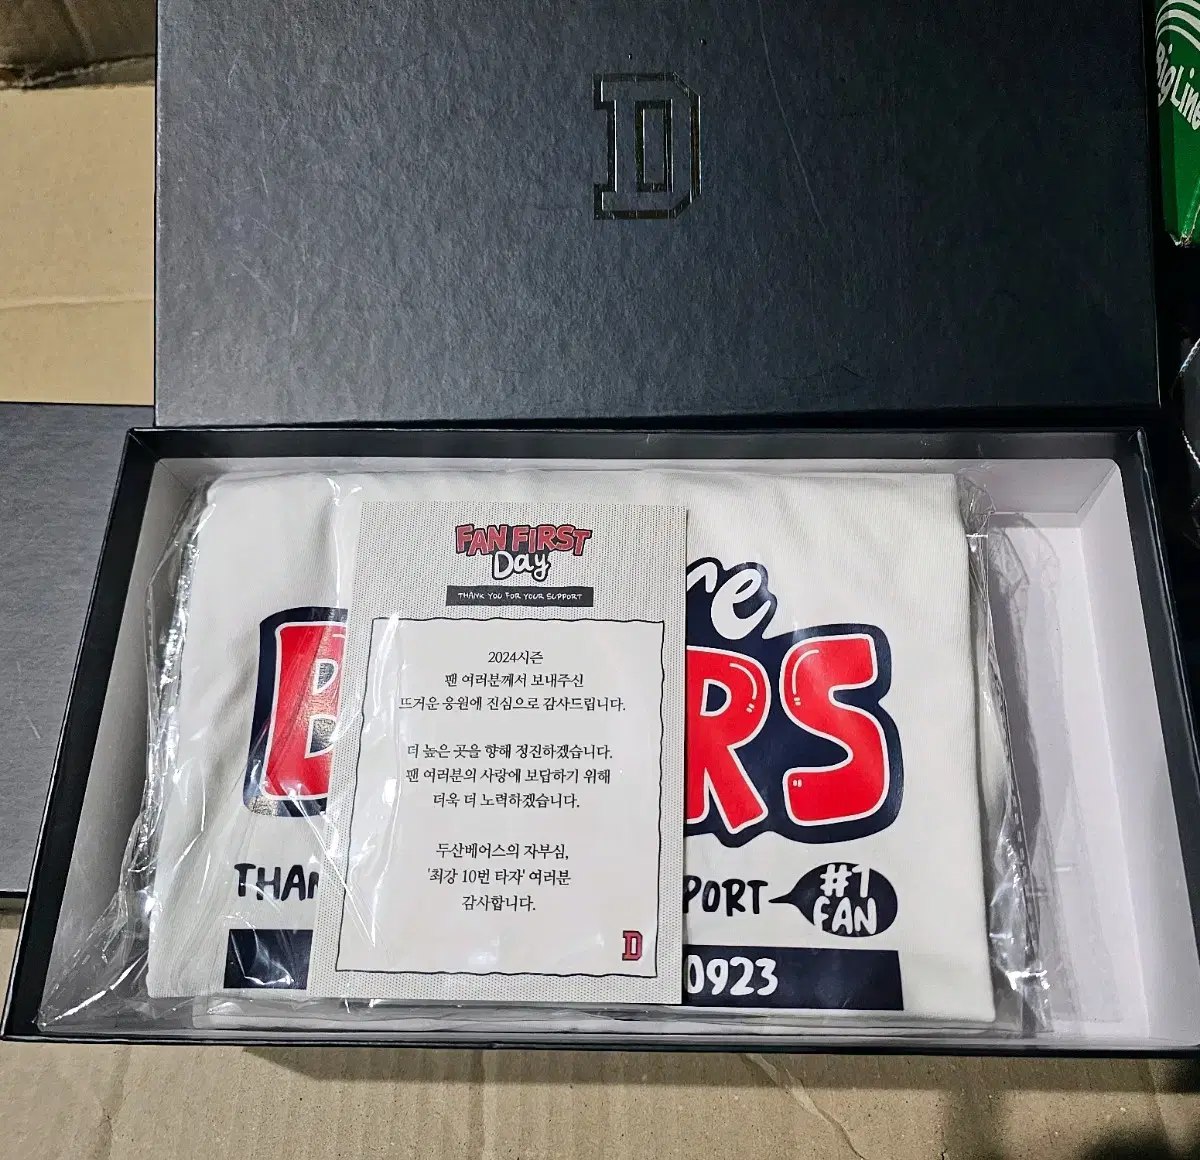 D
Big Line
FAN FIRST
Day
THANK YOU FOR YOUR SUPPORT
2024시즌
팬 여러분께서 보내주신
뜨거운 응원에 진심으로 감사드립니다.
더 높은 곳을 향해 정진하겠습니다.
팬 여러분의 사랑에 보답하기 위해
더욱 더 노력하겠습니다.
두산베어스의 자부심,
'최강 10번 타자' 여러분
감사합니다.
D
re
B RS
THAN PORT #1
FAN
0923